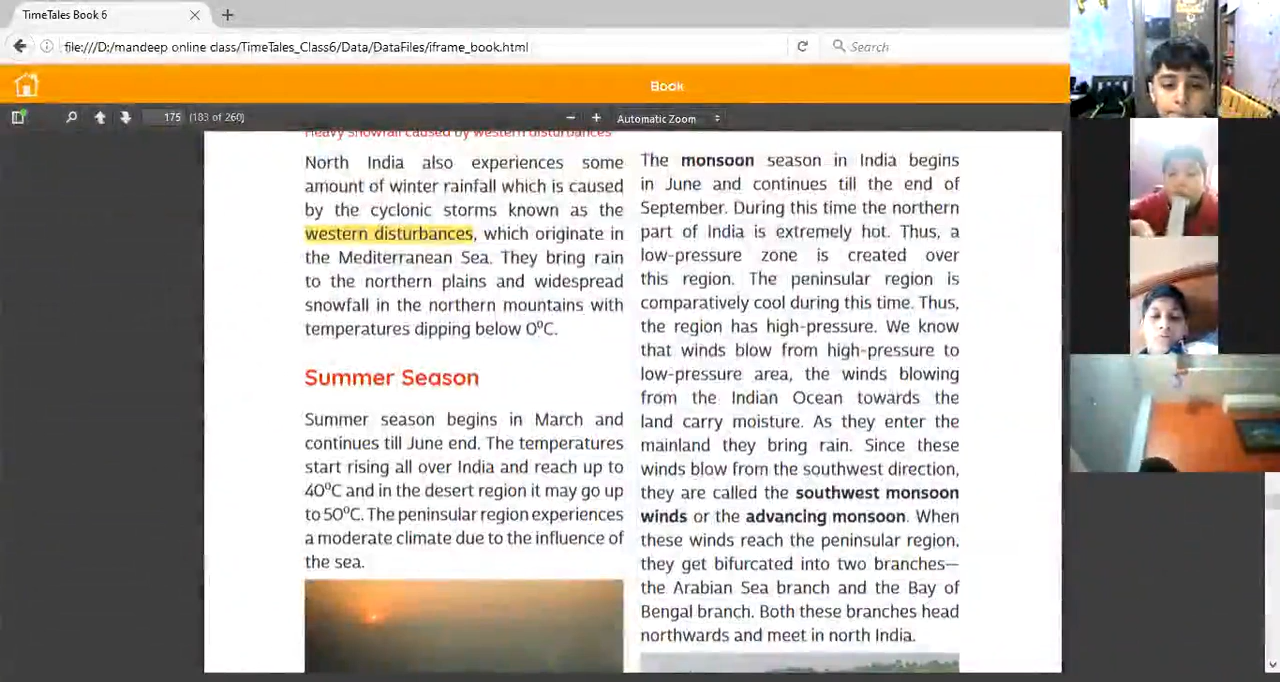 TimeTales Book 6
file:///D:/mandeep online class/TimeTales_Class6/Data/DataFiles/iframe_book.html
Search
Book
175 (183 of 260)
Automatic Zoom
Heavy snowfall caused by western disturbances
North India also experiences some
amount of winter rainfall which is caused
by the cyclonic storms known as the
western disturbances, which originate in
the Mediterranean Sea. They bring rain
to the northern plains and widespread
snowfall in the northern mountains with
temperatures dipping below 0⁰C.
Summer Season
Summer season begins in March and
continues till June end. The temperatures
start rising all over India and reach up to
40⁰C and in the desert region it may go up
to 50⁰C. The peninsular region experiences
a moderate climate due to the influence of
the sea.
The monsoon season in India begins
in June and continues till the end of
September. During this time the northern
part of India is extremely hot. Thus, a
low-pressure zone is created over
this region. The peninsular region is
comparatively cool during this time. Thus,
the region has high-pressure. We know
that winds blow from high-pressure to
low-pressure area, the winds blowing
from the Indian Ocean towards the
land carry moisture. As they enter the
mainland they bring rain. Since these
winds blow from the southwest direction,
they are called the southwest monsoon
winds or the advancing monsoon. When
these winds reach the peninsular region,
they get bifurcated into two branches—
the Arabian Sea branch and the Bay of
Bengal branch. Both these branches head
northwards and meet in north India.